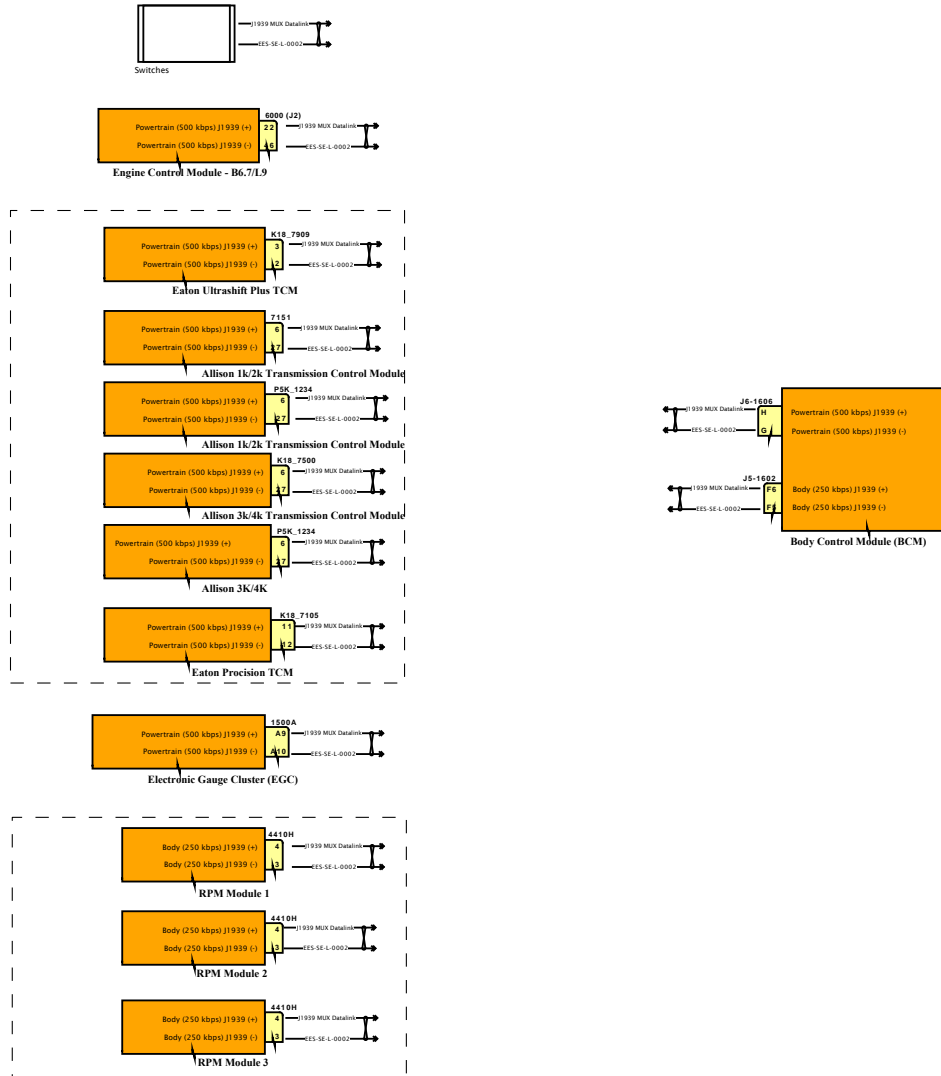 J1939 MUX Datalink
EES-SE-L-0002
Switches
6000 (J2)
Powertrain (500 kbps) J1939 (+) 22 J1939 MUX Datalink
Powertrain (500 kbps) J1939 (-) 46 EES-SE-L-0002
Engine Control Module - B6.7/L9
K18_7909
Powertrain (500 kbps) J1939 (+) 3 J1939 MUX Datalink
Powertrain (500 kbps) J1939 (-) 2 EES-SE-L-0002
Eaton Ultrashift Plus TCM
7151
Powertrain (500 kbps) J1939 (+) 6 J1939 MUX Datalink
Powertrain (500 kbps) J1939 (-) 27 EES-SE-L-0002
Allison 1k/2k Transmission Control Module
P5K_1234
Powertrain (500 kbps) J1939 (+) 6 J1939 MUX Datalink
Powertrain (500 kbps) J1939 (-) 27 EES-SE-L-0002
Allison 1k/2k Transmission Control Module
K18_7500
Powertrain (500 kbps) J1939 (+) 6 J1939 MUX Datalink
Powertrain (500 kbps) J1939 (-) 27 EES-SE-L-0002
Allison 3k/4k Transmission Control Module
P5K_1234
Powertrain (500 kbps) J1939 (+) 6 J1939 MUX Datalink
Powertrain (500 kbps) J1939 (-) 27 EES-SE-L-0002
Allison 3K/4K
K18_7105
Powertrain (500 kbps) J1939 (+) 11 J1939 MUX Datalink
Powertrain (500 kbps) J1939 (-) 12 EES-SE-L-0002
Eaton Procision TCM
1500A
Powertrain (500 kbps) J1939 (+) A9 J1939 MUX Datalink
Powertrain (500 kbps) J1939 (-) A10 EES-SE-L-0002
Electronic Gauge Cluster (EGC)
4410H
Body (250 kbps) J1939 (+) 4 J1939 MUX Datalink
Body (250 kbps) J1939 (-) 3 EES-SE-L-0002
RPM Module 1
4410H
Body (250 kbps) J1939 (+) 4 J1939 MUX Datalink
Body (250 kbps) J1939 (-) 3 EES-SE-L-0002
RPM Module 2
4410H
Body (250 kbps) J1939 (+) 4 J1939 MUX Datalink
Body (250 kbps) J1939 (-) 3 EES-SE-L-0002
RPM Module 3
J6-1606
J1939 MUX Datalink H Powertrain (500 kbps) J1939 (+)
EES-SE-L-0002 G Powertrain (500 kbps) J1939 (-)
J5-1602
J1939 MUX Datalink F6 Body (250 kbps) J1939 (+)
EES-SE-L-0002 F5 Body (250 kbps) J1939 (-)
Body Control Module (BCM)